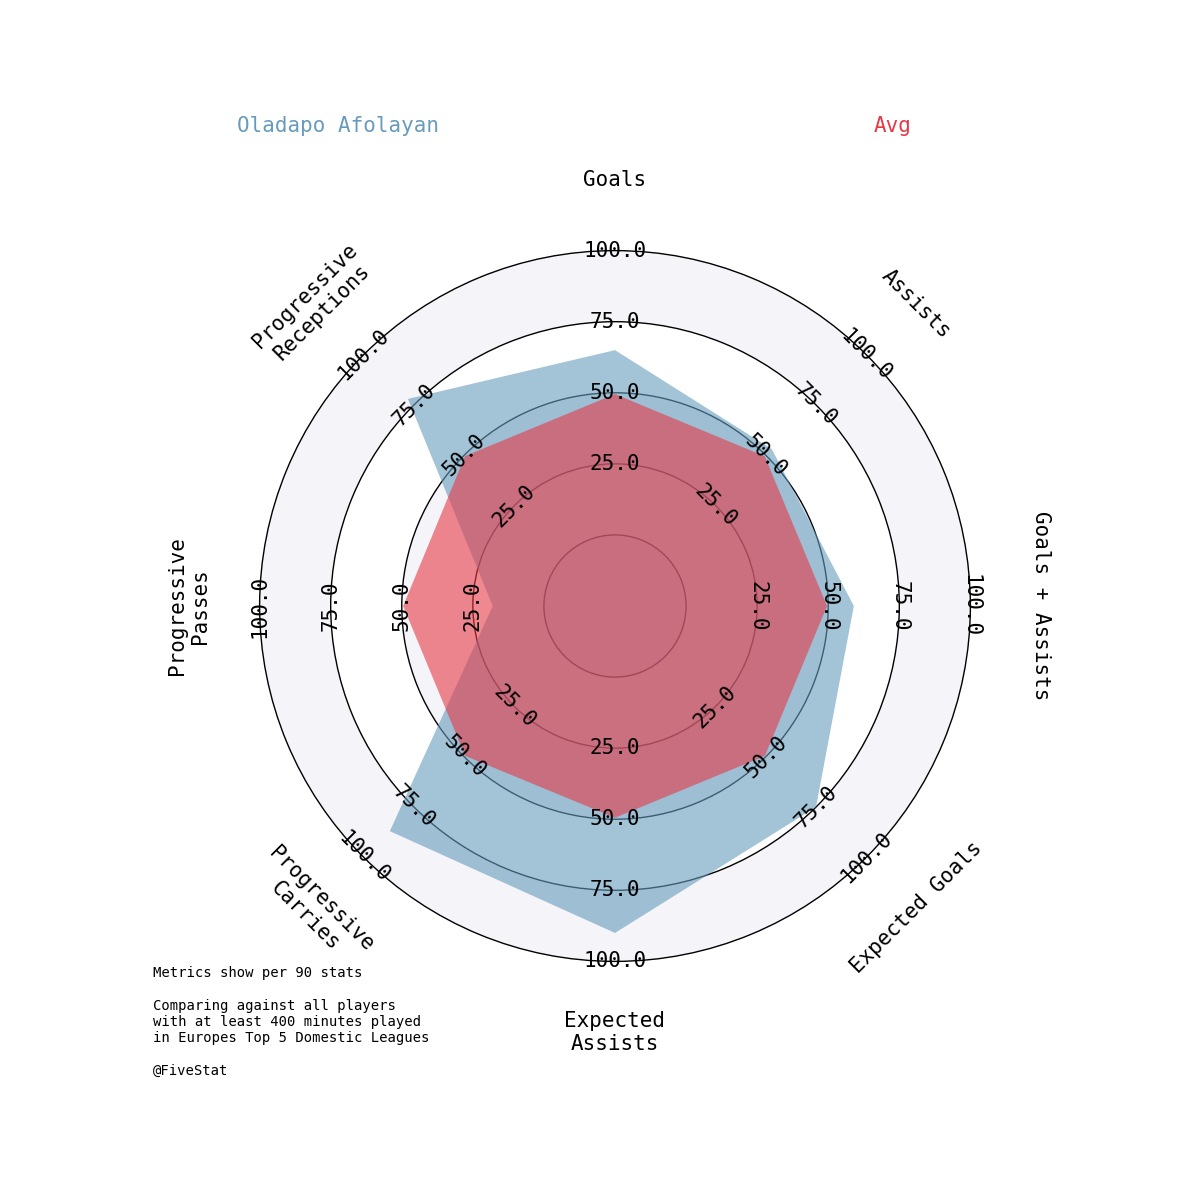 Oladapo Afolayan
Avg
Goals
Progressive
Receptions
Assists
100.0
75.0
50.0
25.0
100.0
75.0
50.0
25.0
100.0
75.0
50.0
25.0
Goals + Assists
25.0
50.0
75.0
100.0
Progressive
Passes
100.0
75.0
50.0
25.0
25.0
50.0
75.0
100.0
Expected Goals
25.0
50.0
75.0
100.0
Progressive
Carries
25.0
50.0
75.0
100.0
Expected
Assists
Metrics show per 90 stats
Comparing against all players
with at least 400 minutes played
in Europes Top 5 Domestic Leagues
@FiveStat